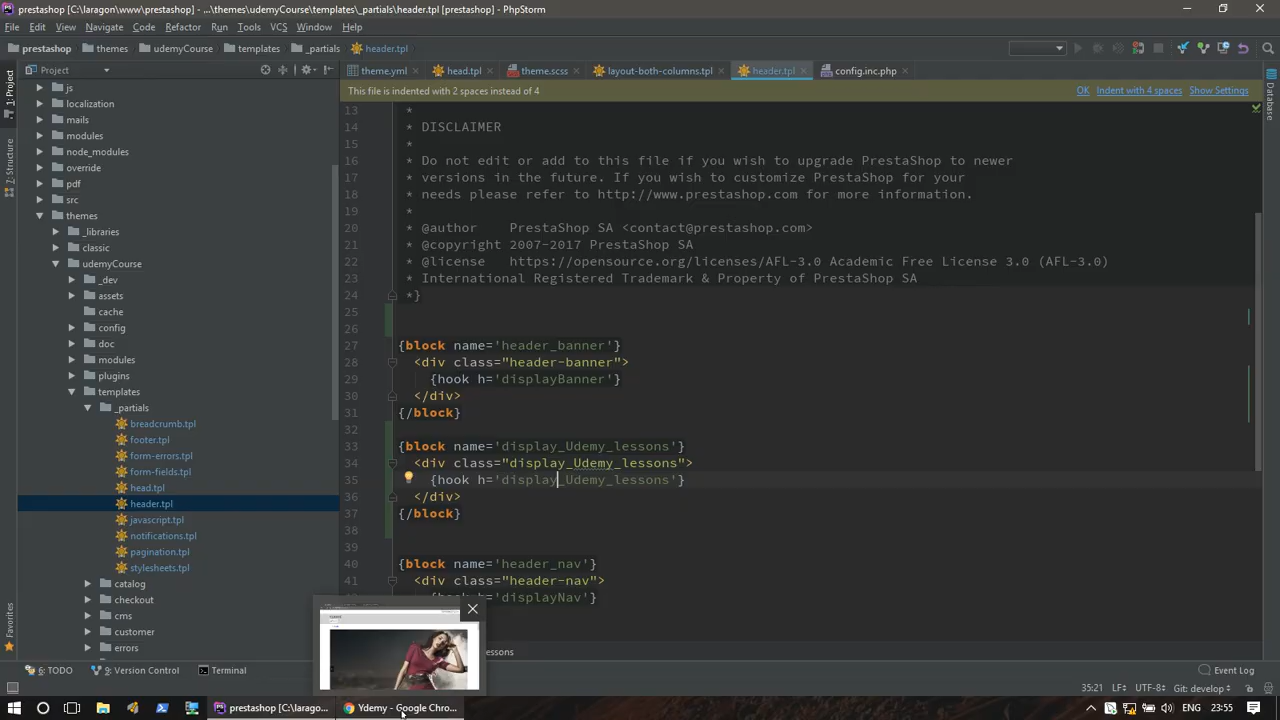 prestashop [C:\laragon\www\prestashop] - ...\themes\udemyCourse\templates\_partials\header.tpl [prestashop] - PhpStorm
File Edit View Navigate Code Refactor Run Tools VCS Window Help
prestashop themes udemyCourse templates _partials header.tpl
Project
theme.yml head.tpl theme.scss layout-both-columns.tpl header.tpl config.inc.php
This file is indented with 2 spaces instead of 4 OK Indent with 4 spaces Show Settings
1: Project
7: Structure
Favorites
Database
js
localization
mails
modules
node_modules
override
pdf
src
themes
_libraries
classic
udemyCourse
_dev
assets
cache
config
doc
modules
plugins
templates
_partials
breadcrumb.tpl
footer.tpl
form-errors.tpl
form-fields.tpl
head.tpl
header.tpl
javascript.tpl
notifications.tpl
pagination.tpl
stylesheets.tpl
catalog
checkout
cms
customer
errors
13 *
14 * DISCLAIMER
15 *
16 * Do not edit or add to this file if you wish to upgrade PrestaShop to newer
17 * versions in the future. If you wish to customize PrestaShop for your
18 * needs please refer to http://www.prestashop.com for more information.
19 *
20 * @author PrestaShop SA <contact@prestashop.com>
21 * @copyright 2007-2017 PrestaShop SA
22 * @license https://opensource.org/licenses/AFL-3.0 Academic Free License 3.0 (AFL-3.0)
23 * International Registered Trademark & Property of PrestaShop SA
24 *}
25
26
27 {block name='header_banner'}
28 <div class="header-banner">
29 {hook h='displayBanner'}
30 </div>
31 {/block}
32
33 {block name='display_Udemy_lessons'}
34 <div class="display_Udemy_lessons">
35 {hook h='display_Udemy_lessons'}
36 </div>
37 {/block}
38
39
40 {block name='header_nav'}
41 <div class="header-nav">
{hook h='displayNav'}
essons
6: TODO 9: Version Control Terminal Event Log
35:21 LF÷ UTF-8÷ Git: develop÷
prestashop [C:\larago... Ydemy - Google Chro... 23:55